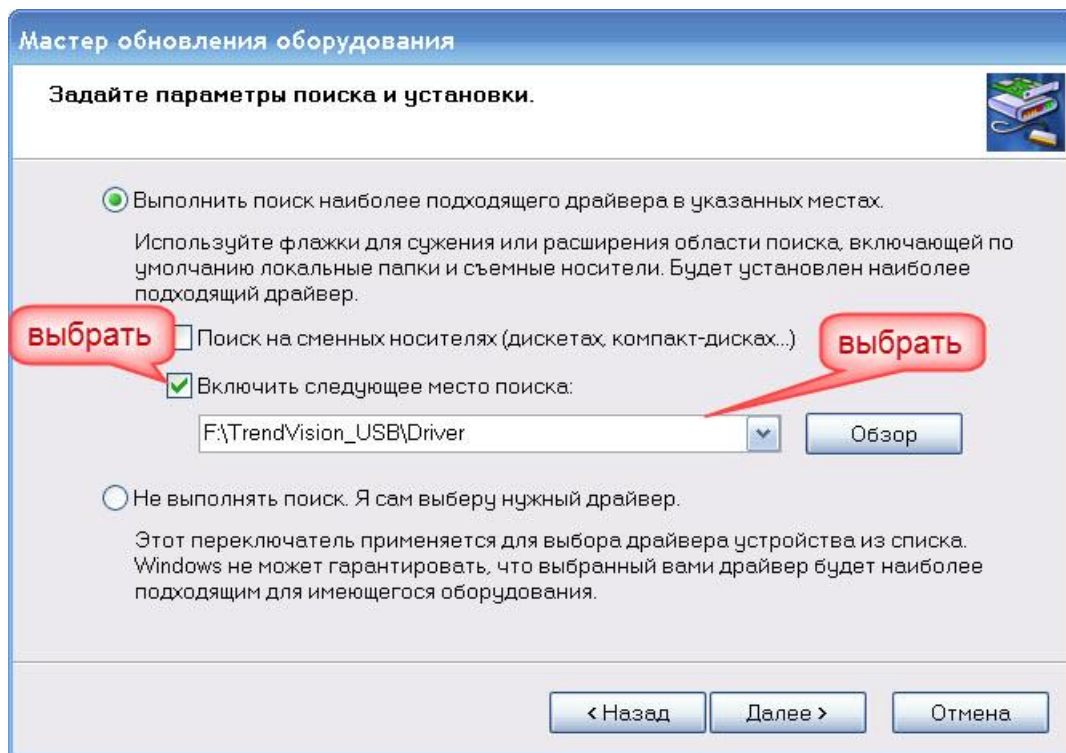 Мастер обновления оборудования
Задайте параметры поиска и установки.
Выполнить поиск наиболее подходящего драйвера в указанных местах.
Используйте флажки для сужения или расширения области поиска, включающей по
умолчанию локальные папки и съемные носители. Будет установлен наиболее
подходящий драйвер.
выбрать
Поиск на сменных носителях (дискетах, компакт-дисках...)
выбрать
Включить следующее место поиска:
F:\TrendVision_USB\Driver
Обзор
Не выполнять поиск. Я сам выберу нужный драйвер.
Этот переключатель применяется для выбора драйвера устройства из списка.
Windows не может гарантировать, что выбранный вами драйвер будет наиболее
подходящим для имеющегося оборудования.
< Назад
Далее >
Отмена